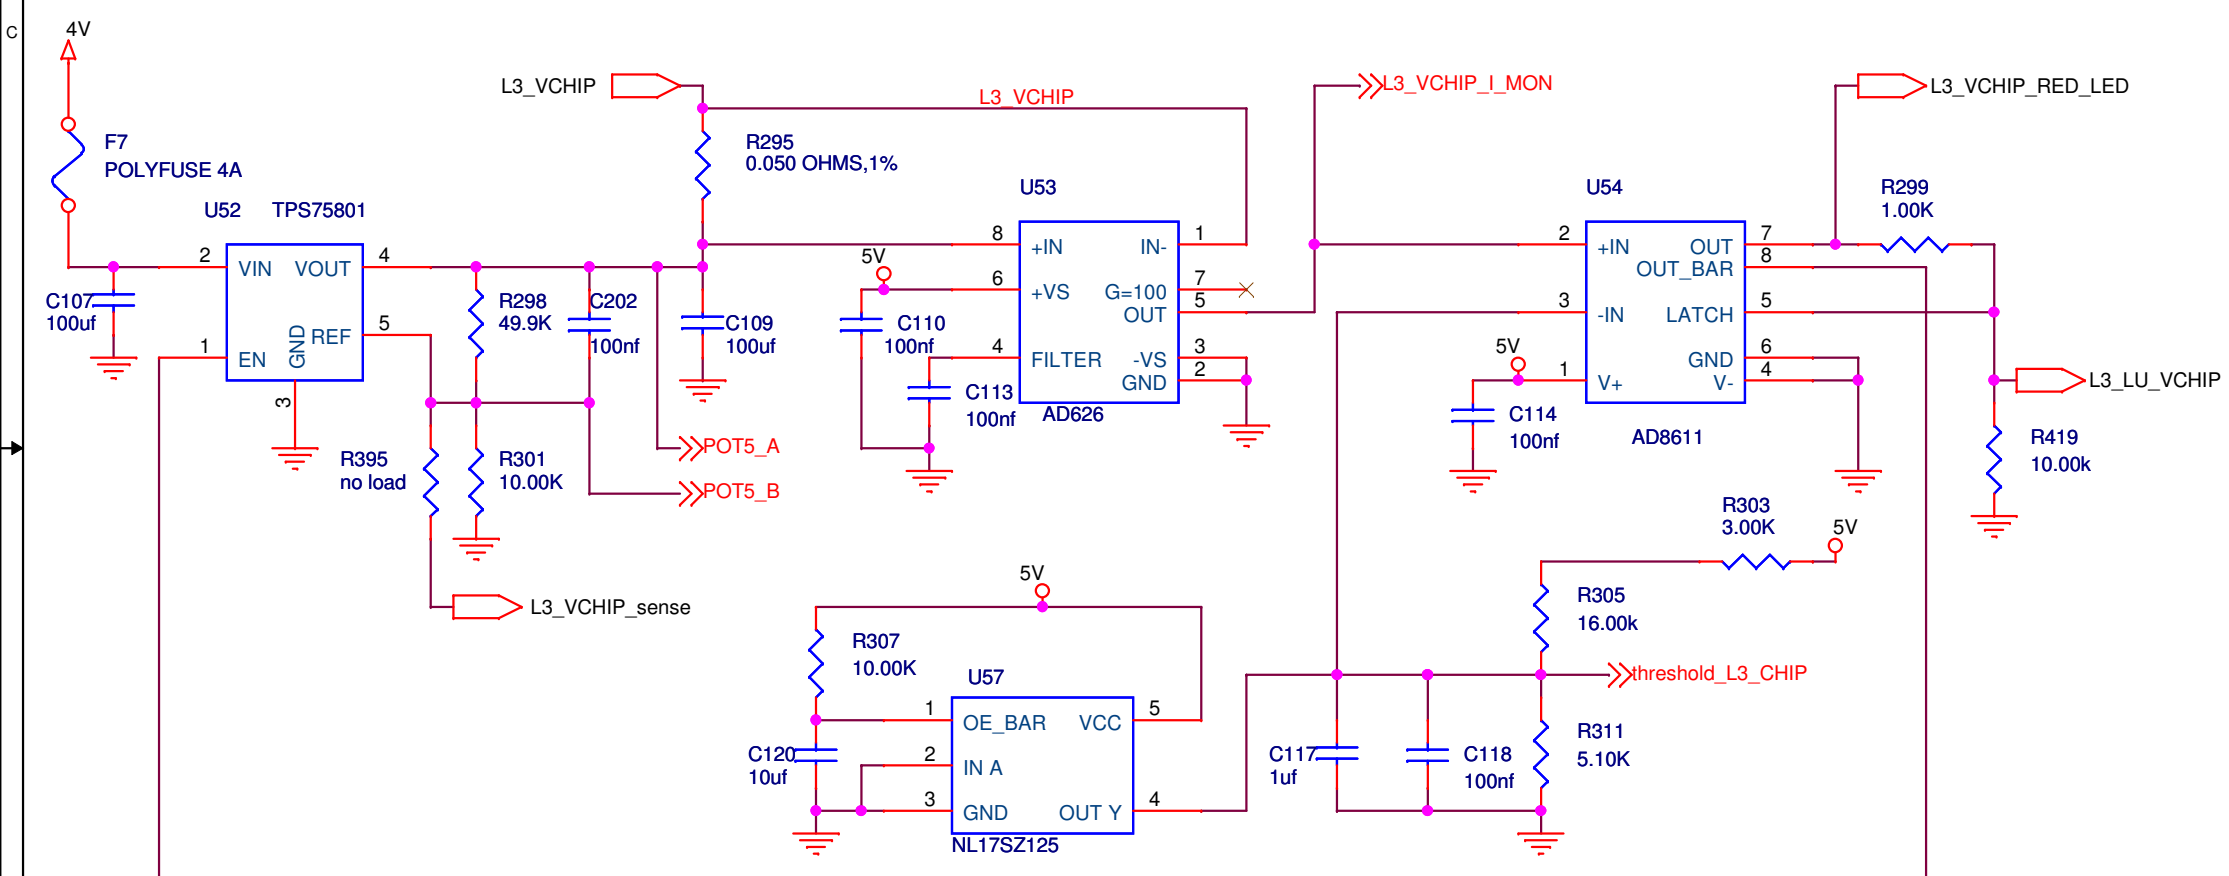 C
4V
F7
POLYFUSE 4A
U52 TPS75801
2 VIN VOUT 4
C107
100uf
REF 5
1 EN
GND
3
R298
49.9K
C202
100nf
C109
100uf
R395
no load
R301
10.00K
POT5_A
POT5_B
L3_VCHIP_sense
L3_VCHIP
L3_VCHIP
R295
0.050 OHMS,1%
U53
8 +IN IN- 1
5V
6 +VS G=100 7
OUT 5
C110
100nf
4 FILTER -VS 3
GND 2
C113
100nf
AD626
L3_VCHIP_I_MON
L3_VCHIP_RED_LED
U54
R299
1.00K
2 +IN OUT 7
OUT_BAR 8
3 -IN LATCH 5
5V
GND 6
1 V+ V- 4
C114
100nf
AD8611
L3_LU_VCHIP
R419
10.00k
R303
3.00K
5V
R305
16.00k
threshold_L3_CHIP
5V
R307
10.00K
U57
1 OE_BAR VCC 5
C120
10uf
2 IN A
3 GND OUT Y 4
NL17SZ125
C117
1uf
C118
100nf
R311
5.10K